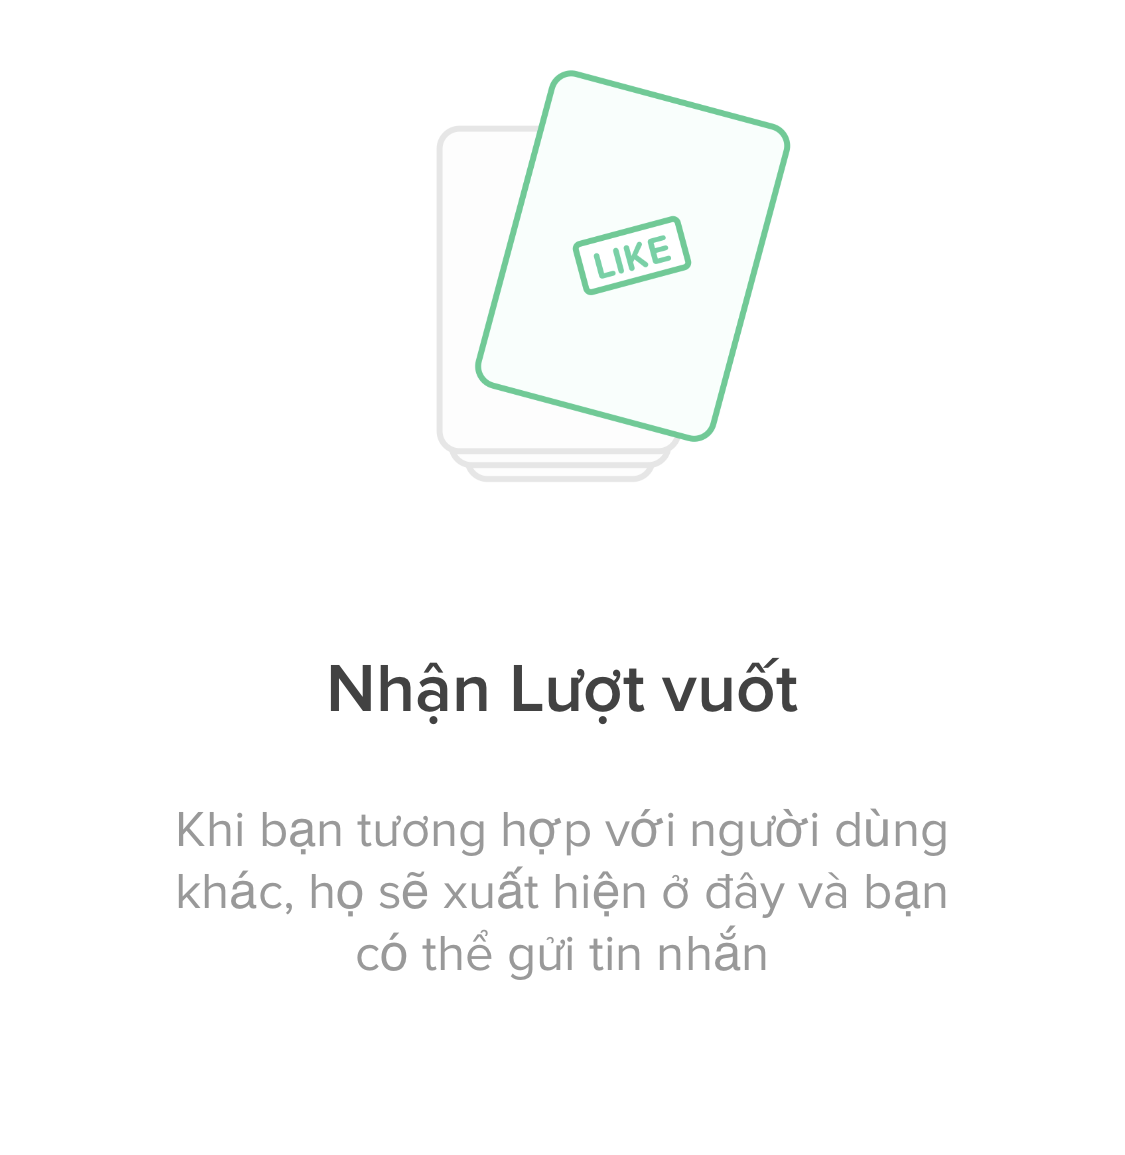 LIKE
Nhận Lượt vuốt
Khi bạn tương hợp với người dùng
khác, họ sẽ xuất hiện ở đây và bạn
có thể gửi tin nhắn